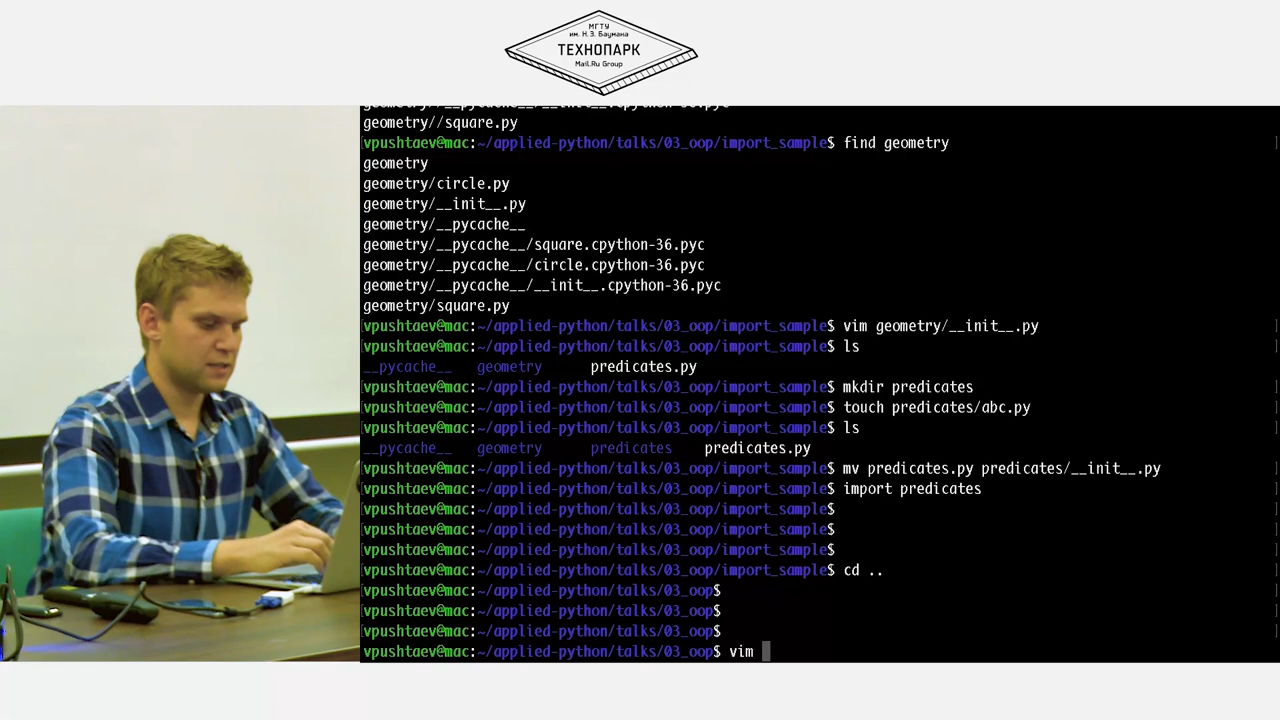 МГТУ
им. Н.Э. Баумана
ТЕХНОПАРК
Mail.Ru Group
geometry//square.py
vpushtaev@mac:~/applied-python/talks/03_oop/import_sample$ find geometry
geometry
geometry/circle.py
geometry/__init__.py
geometry/__pycache__
geometry/__pycache__/square.cpython-36.pyc
geometry/__pycache__/circle.cpython-36.pyc
geometry/__pycache__/__init__.cpython-36.pyc
geometry/square.py
vpushtaev@mac:~/applied-python/talks/03_oop/import_sample$ vim geometry/__init__.py
vpushtaev@mac:~/applied-python/talks/03_oop/import_sample$ ls
__pycache__ geometry predicates.py
vpushtaev@mac:~/applied-python/talks/03_oop/import_sample$ mkdir predicates
vpushtaev@mac:~/applied-python/talks/03_oop/import_sample$ touch predicates/abc.py
vpushtaev@mac:~/applied-python/talks/03_oop/import_sample$ ls
__pycache__ geometry predicates predicates.py
vpushtaev@mac:~/applied-python/talks/03_oop/import_sample$ mv predicates.py predicates/__init__.py
vpushtaev@mac:~/applied-python/talks/03_oop/import_sample$ import predicates
vpushtaev@mac:~/applied-python/talks/03_oop/import_sample$
vpushtaev@mac:~/applied-python/talks/03_oop/import_sample$
vpushtaev@mac:~/applied-python/talks/03_oop/import_sample$
vpushtaev@mac:~/applied-python/talks/03_oop/import_sample$ cd ..
vpushtaev@mac:~/applied-python/talks/03_oop$
vpushtaev@mac:~/applied-python/talks/03_oop$
vpushtaev@mac:~/applied-python/talks/03_oop$
vpushtaev@mac:~/applied-python/talks/03_oop$ vim